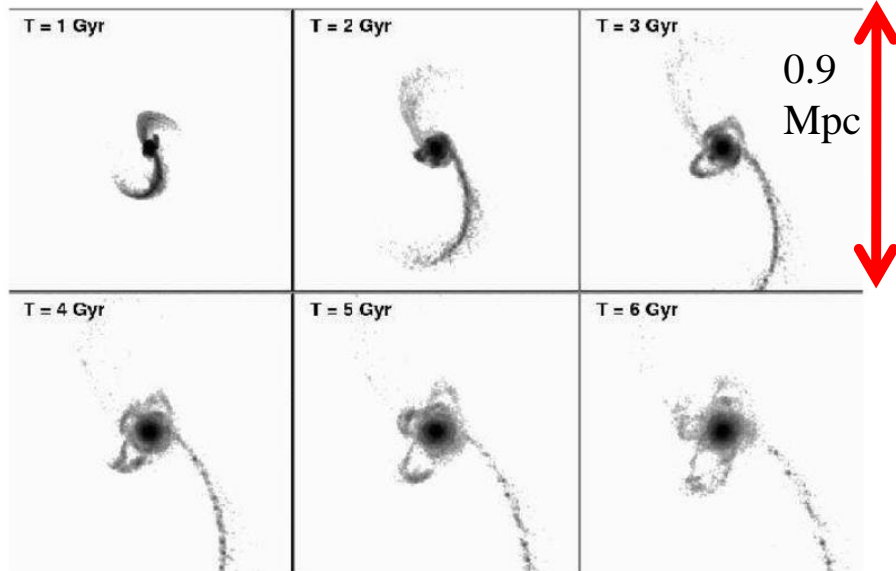 T = 1 Gyr
T = 2 Gyr
T = 3 Gyr
0.9
Mpc
T = 4 Gyr
T = 5 Gyr
T = 6 Gyr